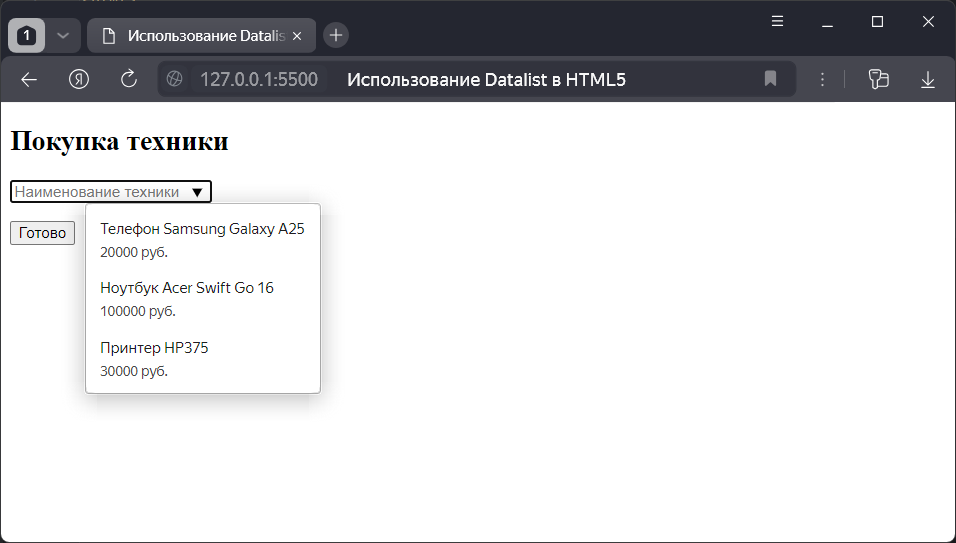 1
Использование Datalis
127.0.0.1:5500 Использование Datalist в HTML5
Покупка техники
Наименование техники
Готово
Телефон Samsung Galaxy A25
20000 руб.
Ноутбук Acer Swift Go 16
100000 руб.
Принтер HP375
30000 руб.